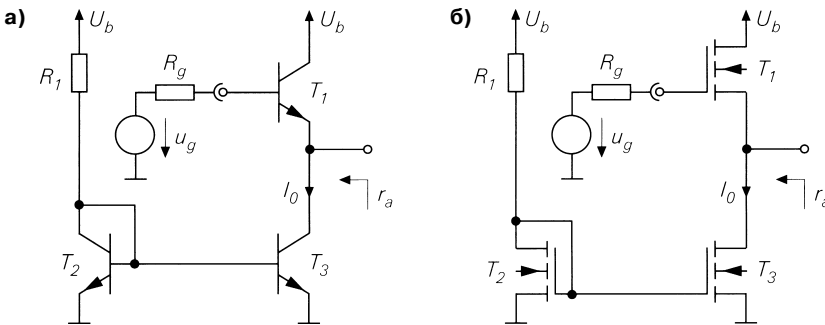 а)
U_b
U_b
R_g
R_1
T_1
u_g
I_0
r_a
T_2
T_3
б)
U_b
U_b
R_g
R_1
T_1
u_g
I_0
r_a
T_2
T_3